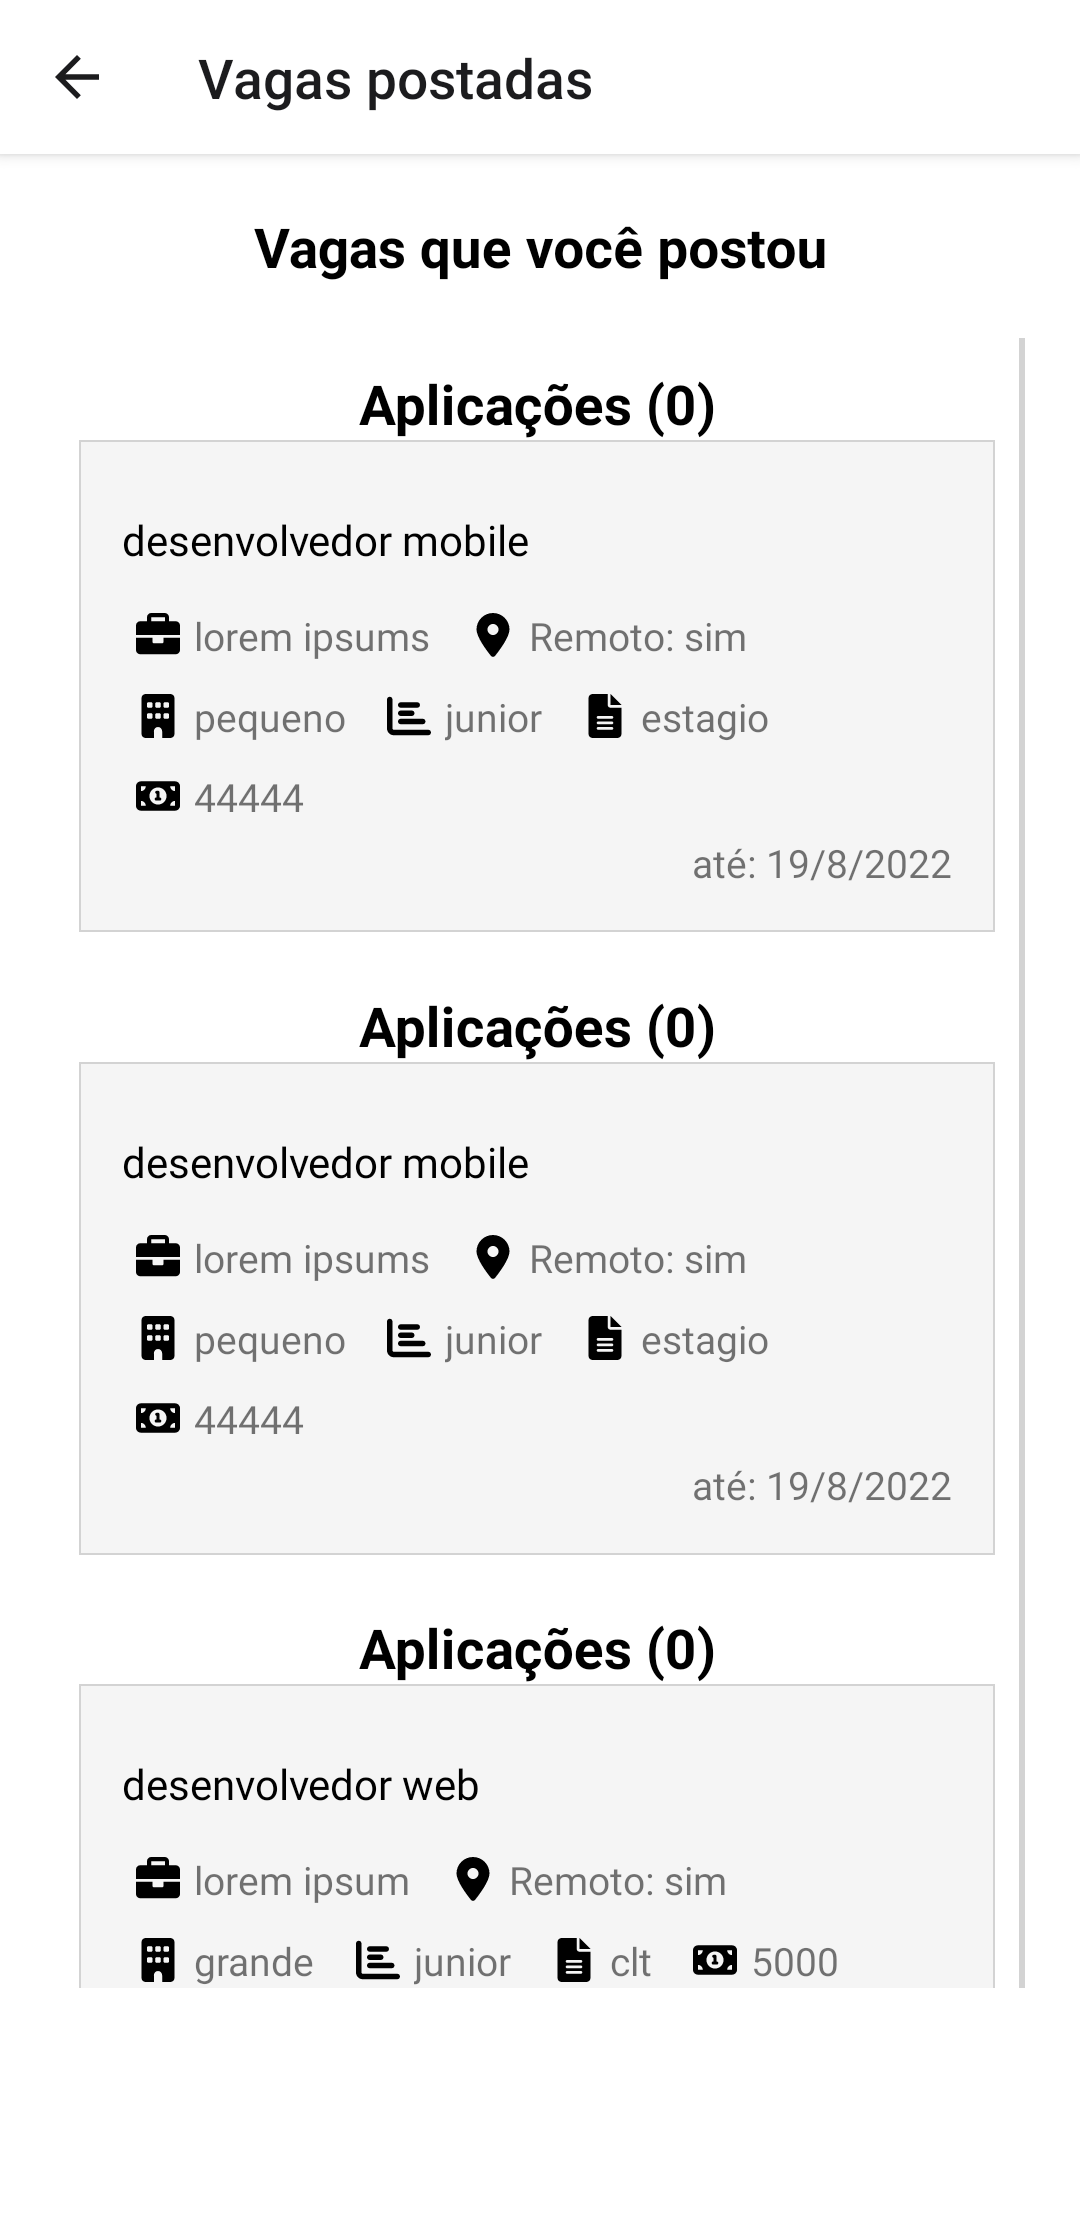 Vagas postadas
Vagas que você postou
Aplicações (0)
desenvolvedor mobile
lorem ipsums Remoto: sim
pequeno junior estagio
44444
até: 19/8/2022
Aplicações (0)
desenvolvedor mobile
lorem ipsums Remoto: sim
pequeno junior estagio
44444
até: 19/8/2022
Aplicações (0)
desenvolvedor web
lorem ipsum Remoto: sim
grande junior clt 5000